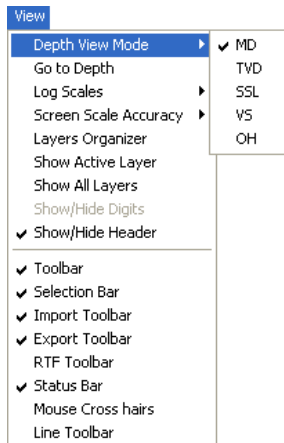 View
Depth View Mode
Go to Depth
Log Scales
Screen Scale Accuracy
Layers Organizer
Show Active Layer
Show All Layers
Show/Hide Digits
Show/Hide Header
Toolbar
Selection Bar
Import Toolbar
Export Toolbar
RTF Toolbar
Status Bar
Mouse Cross hairs
Line Toolbar
MD
TVD
SSL
VS
OH